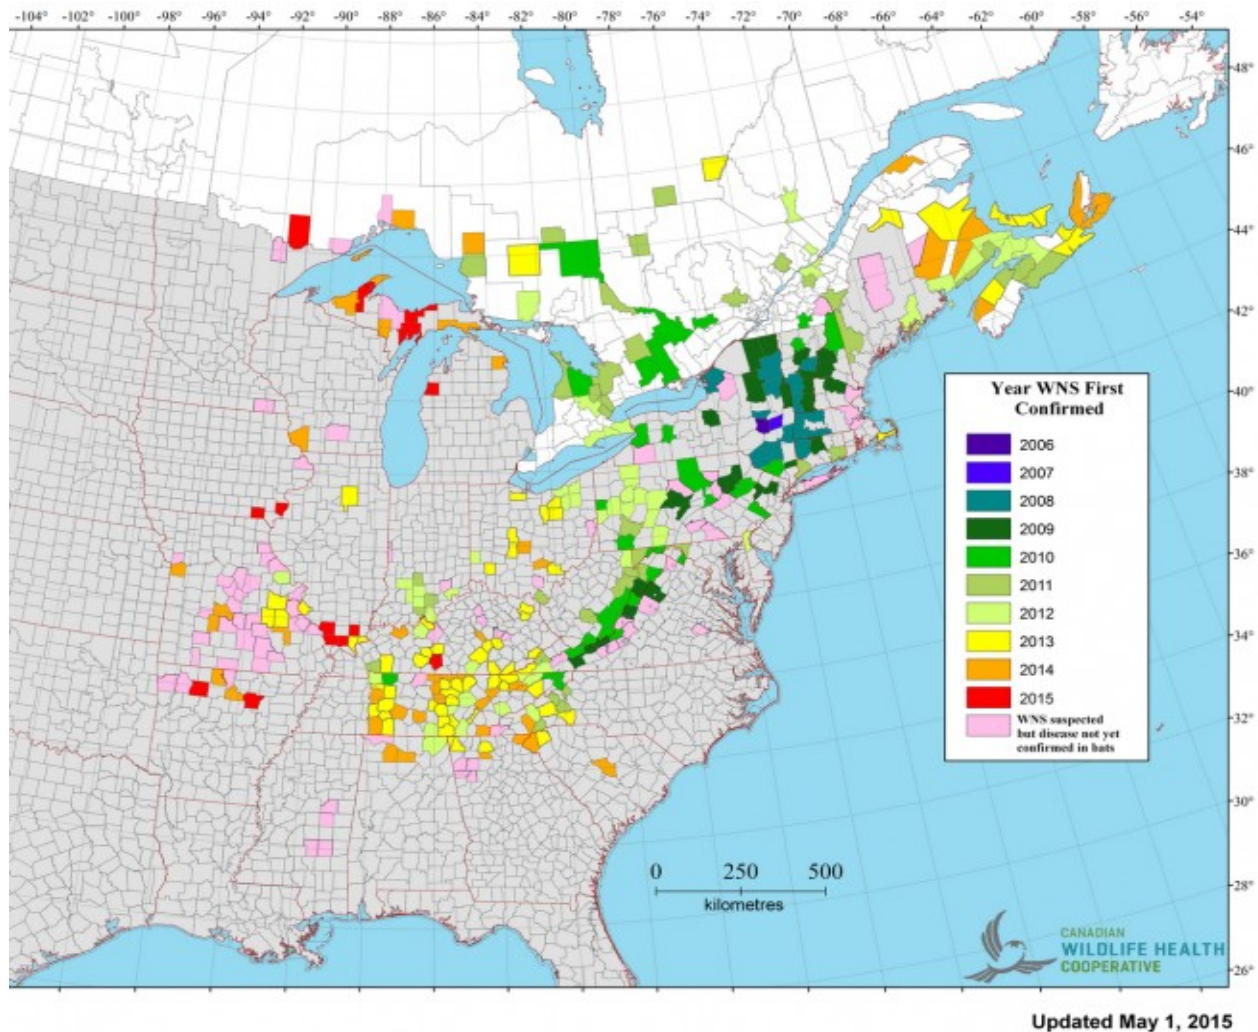 -104° -102° -100° -98° -96° -94° -92° -90° -88° -86° -84° -82° -80° -78° -76° -74° -72° -70° -68° -66° -64° -62° -60° -58° -56° -54°
48°
46°
44°
42°
40°
38°
36°
34°
32°
30°
28°
26°
Year WNS First
Confirmed
2006
2007
2008
2009
2010
2011
2012
2013
2014
2015
WNS suspected
but disease not yet
confirmed in bats
0 250 500
kilometres
CANADIAN
WILDLIFE HEALTH
COOPERATIVE
Updated May 1, 2015